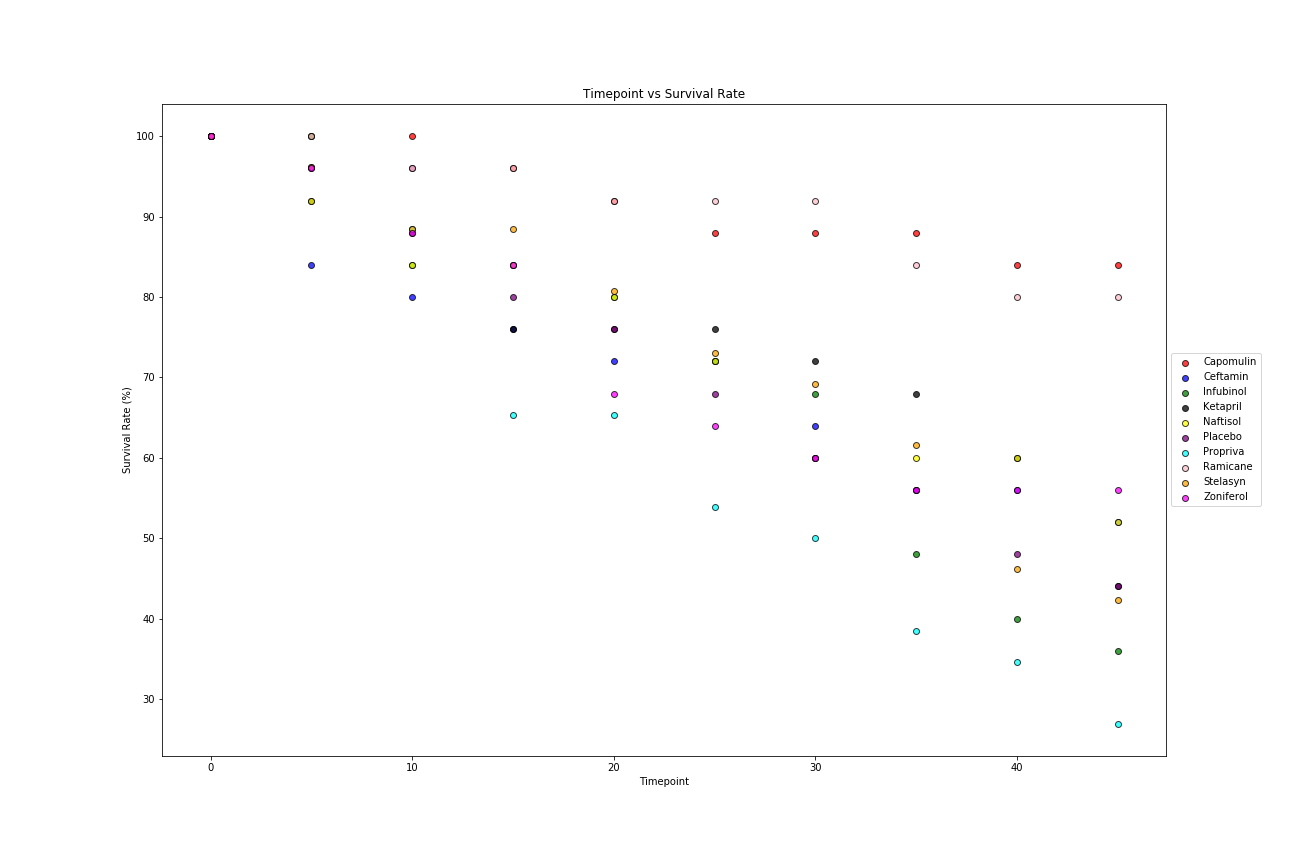 Timepoint vs Survival Rate
100
90
80
70
60
50
40
30
Survival Rate (%)
0
10
20
30
40
Timepoint
Capomulin
Ceftamin
Infubinol
Ketapril
Naftisol
Placebo
Propriva
Ramicane
Stelasyn
Zoniferol